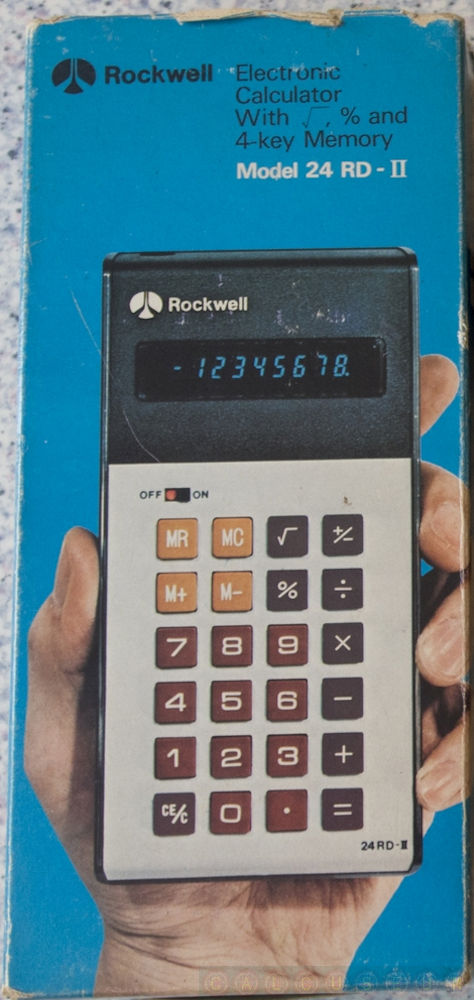 Rockwell
Electronic
Calculator
With √‾, % and
4-key Memory
Model 24 RD - II
Rockwell
- 12345678.
OFF ON
MR MC √ +/−
M+ M− % ÷
7 8 9 ×
4 5 6 −
1 2 3 +
CE/C 0 · =
24RD-II